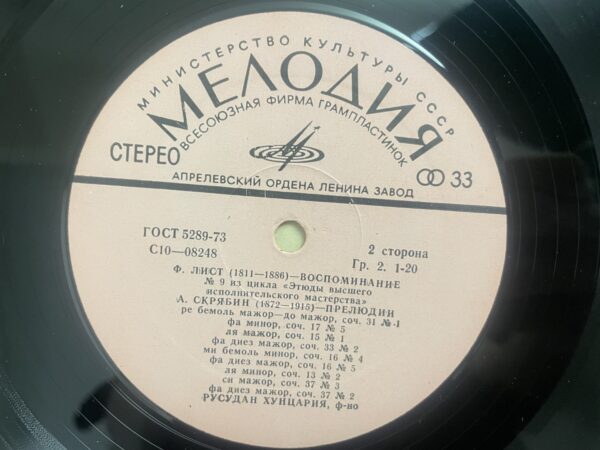 МИНИСТЕРСТВО КУЛЬТУРЫ СССР
МЕЛОДИЯ
ВСЕСОЮЗНАЯ ФИРМА ГРАМПЛАСТИНОК
СТЕРЕО
33
АПРЕЛЕВСКИЙ ОРДЕНА ЛЕНИНА ЗАВОД
ГОСТ 5289-73
2 сторона
С10—08248
Гр. 2. 1-20
Ф. ЛИСТ (1811—1886)—ВОСПОМИНАНИЕ
№ 9 из цикла «Этюды высшего
исполнительского мастерства»
А. СКРЯБИН (1872—1915)—ПРЕЛЮДИИ
ре бемоль мажор—до мажор, соч. 31 № 1
фа минор, соч. 17 № 5
ля мажор, соч. 15 № 1
фа диез мажор, соч. 33 № 2
ми бемоль минор, соч. 16 № 4
фа диез мажор, соч. 16 № 5
ля минор, соч. 13 № 2
си мажор, соч. 37 № 3
фа диез мажор, соч. 37 № 2
РУСУДАН ХУНЦАРИЯ, ф-но